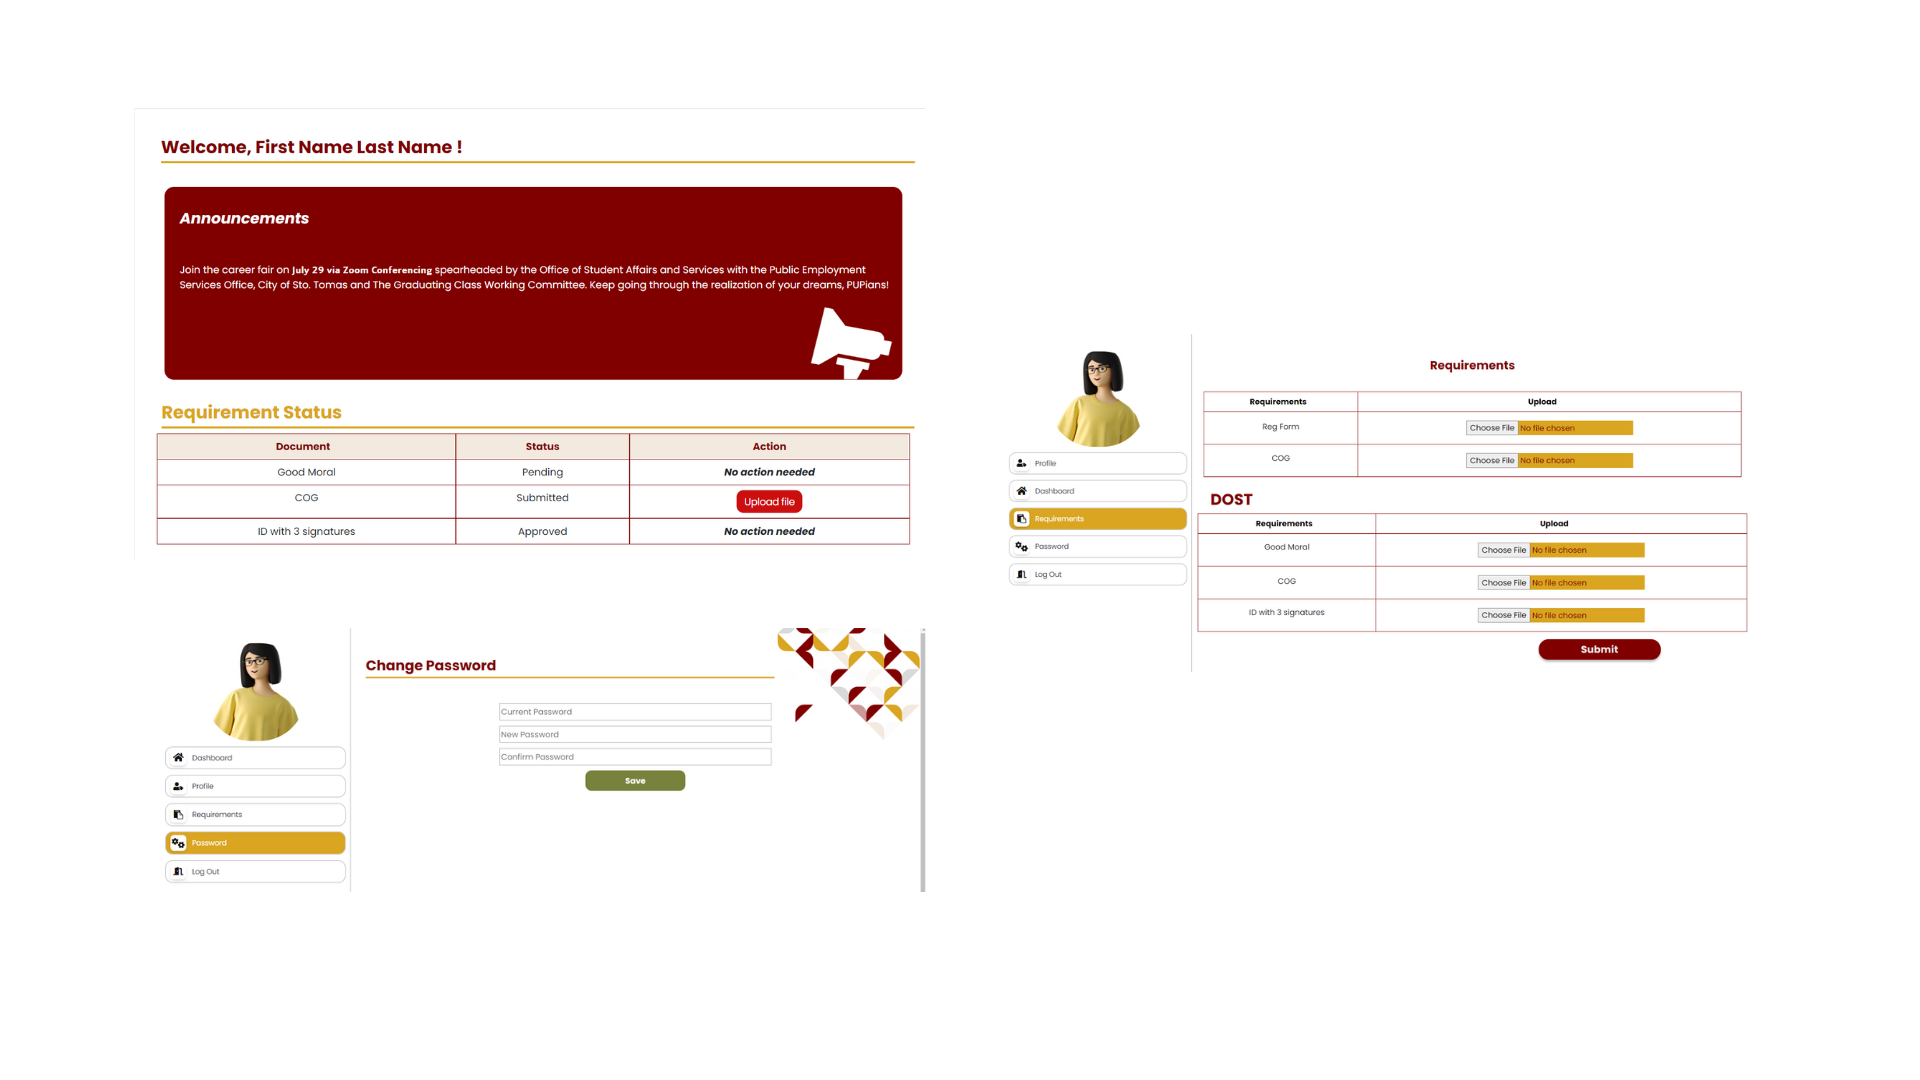 Welcome, First Name Last Name !
Announcements
Join the career fair on July 29 via Zoom Conferencing spearheaded by the Office of Student Affairs and Services with the Public Employment
Services Office, City of Sto. Tomas and The Graduating Class Working Committee. Keep going through the realization of your dreams, PUPians!
Requirement Status
Document Status Action
Good Moral Pending No action needed
COG Submitted Upload file
ID with 3 signatures Approved No action needed
Change Password
Current Password
New Password
Confirm Password
Save
Dashboard
Profile
Requirements
Password
Log Out
Profile
Dashboard
Requirements
Password
Log Out
Requirements
Requirements Upload
Reg Form Choose File No file chosen
COG Choose File No file chosen
DOST
Requirements Upload
Good Moral Choose File No file chosen
COG Choose File No file chosen
ID with 3 signatures Choose File No file chosen
Submit